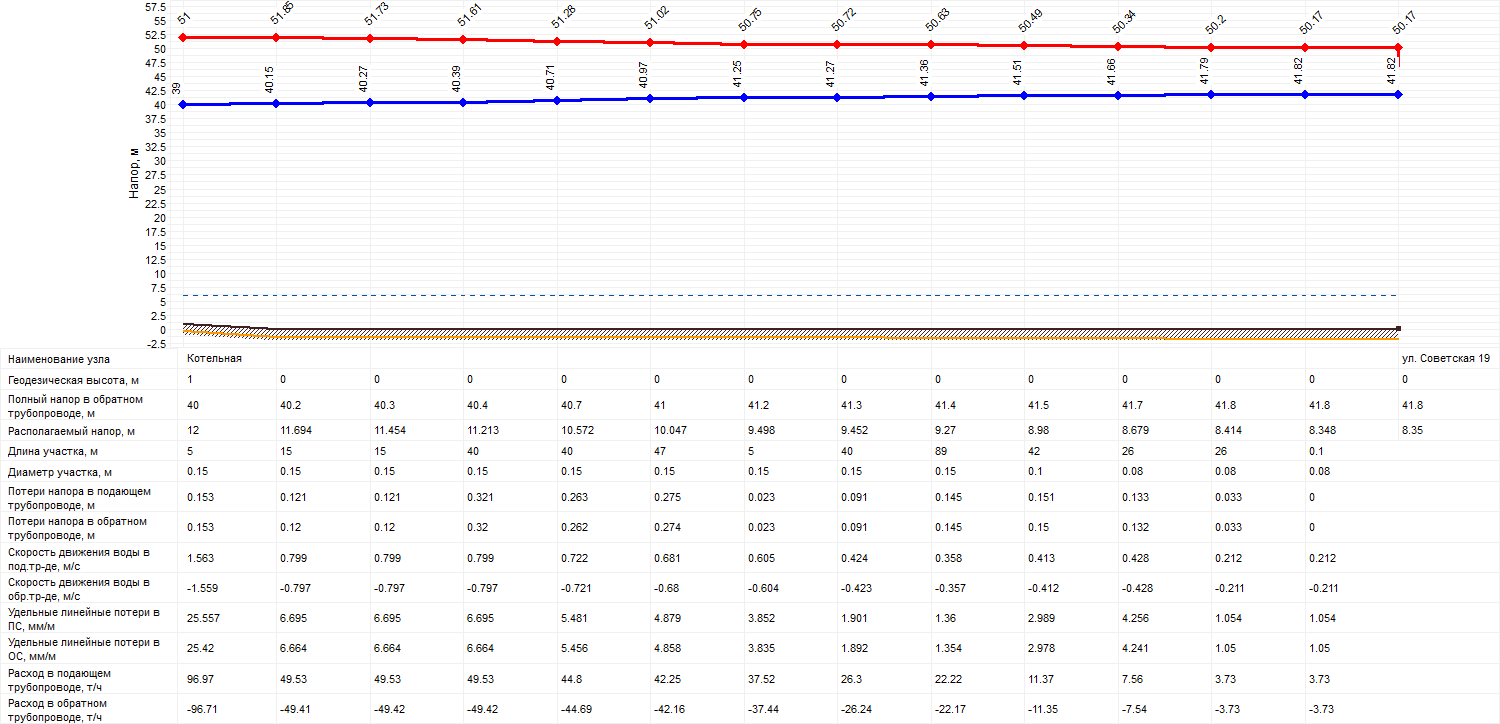 57.5
55
52.5
50
47.5
45
42.5
40
37.5
35
32.5
30
27.5
25
22.5
20
17.5
15
12.5
10
7.5
5
2.5
0
-2.5
Напор, м
51 51.85 51.73 51.61 51.28 51.02 50.75 50.72 50.63 50.49 50.34 50.2 50.17 50.17
39 40.15 40.27 40.39 40.71 40.97 41.25 41.27 41.36 41.51 41.66 41.79 41.82 41.82
Наименование узла Котельная ул. Советская 19
Геодезическая высота, м 1 0 0 0 0 0 0 0 0 0 0 0 0 0
Полный напор в обратном
трубопроводе, м 40 40.2 40.3 40.4 40.7 41 41.2 41.3 41.4 41.5 41.7 41.8 41.8 41.8
Располагаемый напор, м 12 11.694 11.454 11.213 10.572 10.047 9.498 9.452 9.27 8.98 8.679 8.414 8.348 8.35
Длина участка, м 5 15 15 40 40 47 5 40 89 42 26 26 0.1
Диаметр участка, м 0.15 0.15 0.15 0.15 0.15 0.15 0.15 0.15 0.15 0.1 0.08 0.08 0.08
Потери напора в подающем
трубопроводе, м 0.153 0.121 0.121 0.321 0.263 0.275 0.023 0.091 0.145 0.151 0.133 0.033 0
Потери напора в обратном
трубопроводе, м 0.153 0.12 0.12 0.32 0.262 0.274 0.023 0.091 0.145 0.15 0.132 0.033 0
Скорость движения воды в
под.тр-де, м/с 1.563 0.799 0.799 0.799 0.722 0.681 0.605 0.424 0.358 0.413 0.428 0.212 0.212
Скорость движения воды в
обр.тр-де, м/с -1.559 -0.797 -0.797 -0.797 -0.721 -0.68 -0.604 -0.423 -0.357 -0.412 -0.428 -0.211 -0.211
Удельные линейные потери в
ПС, мм/м 25.557 6.695 6.695 6.695 5.481 4.879 3.852 1.901 1.36 2.989 4.256 1.054 1.054
Удельные линейные потери в
ОС, мм/м 25.42 6.664 6.664 6.664 5.456 4.858 3.835 1.892 1.354 2.978 4.241 1.05 1.05
Расход в подающем
трубопроводе, т/ч 96.97 49.53 49.53 49.53 44.8 42.25 37.52 26.3 22.22 11.37 7.56 3.73 3.73
Расход в обратном
трубопроводе, т/ч -96.71 -49.41 -49.42 -49.42 -44.69 -42.16 -37.44 -26.24 -22.17 -11.35 -7.54 -3.73 -3.73